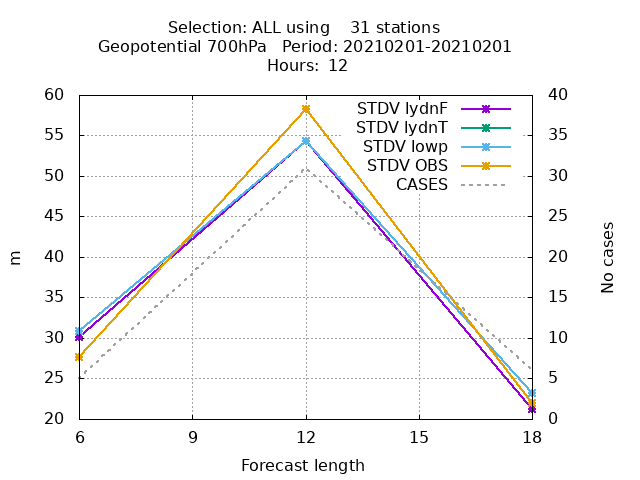 Selection: ALL using    31 stations
Geopotential 700hPa   Period: 20210201-20210201
Hours:  12
60
55
50
45
40
35
30
25
20
40
35
30
25
20
15
10
5
0
m
No cases
STDV lydnF
STDV lydnT
STDV lowp
STDV OBS
CASES
6 9 12 15 18
Forecast length